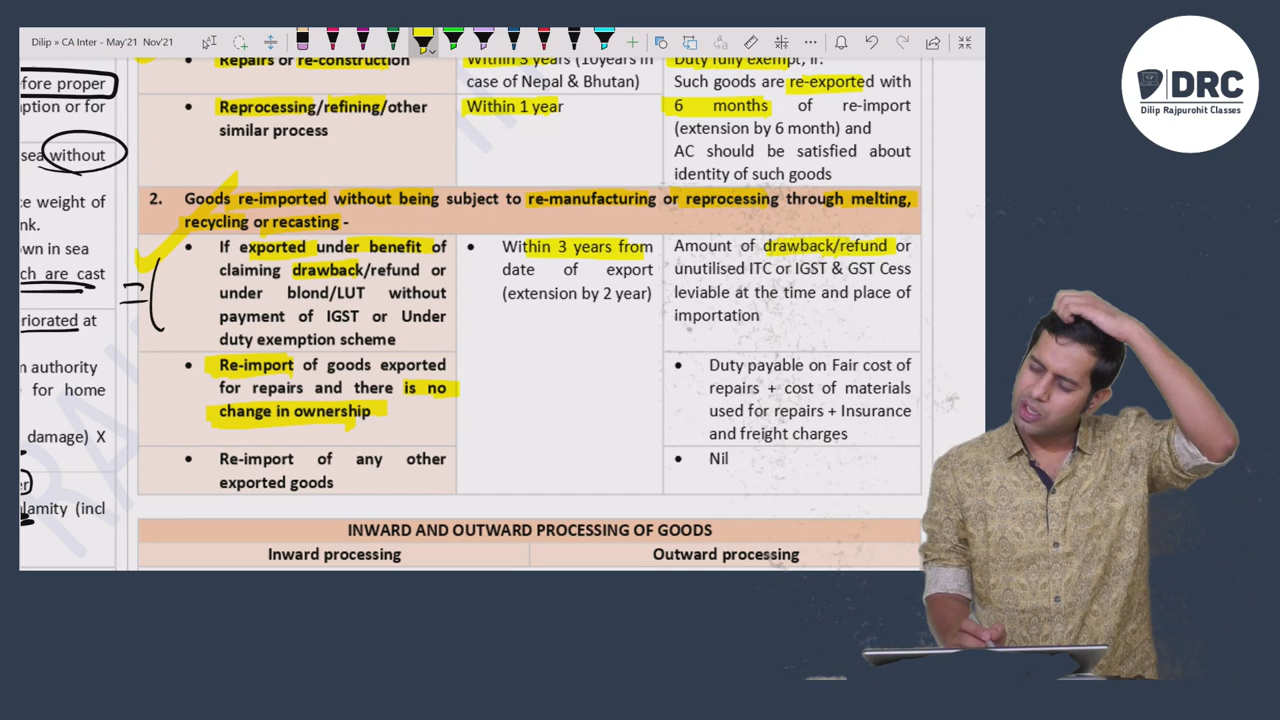 DRC
Dilip Rajpurohit Classes
Dilip » CA Inter - May'21 Nov'21
fore proper
ption or for
sea without
ce weight of
nk.
own in sea
ch are cast
riorated at
n authority
e for home
damage) X
er
lamity (incl
Repairs or re-construction
Within 3 years (10years in
case of Nepal & Bhutan)
Duty fully exempt, if:
Such goods are re-exported with
Reprocessing/refining/other
similar process
Within 1 year
6 months of re-import
(extension by 6 month) and
AC should be satisfied about
identity of such goods
2. Goods re-imported without being subject to re-manufacturing or reprocessing through melting,
recycling or recasting -
• If exported under benefit of
claiming drawback/refund or
under blond/LUT without
payment of IGST or Under
duty exemption scheme
• Within 3 years from
date of export
(extension by 2 year)
Amount of drawback/refund or
unutilised ITC or IGST & GST Cess
leviable at the time and place of
importation
• Re-import of goods exported
for repairs and there is no
change in ownership
• Duty payable on Fair cost of
repairs + cost of materials
used for repairs + Insurance
and freight charges
• Re-import of any other
exported goods
• Nil
INWARD AND OUTWARD PROCESSING OF GOODS
Inward processing
Outward processing